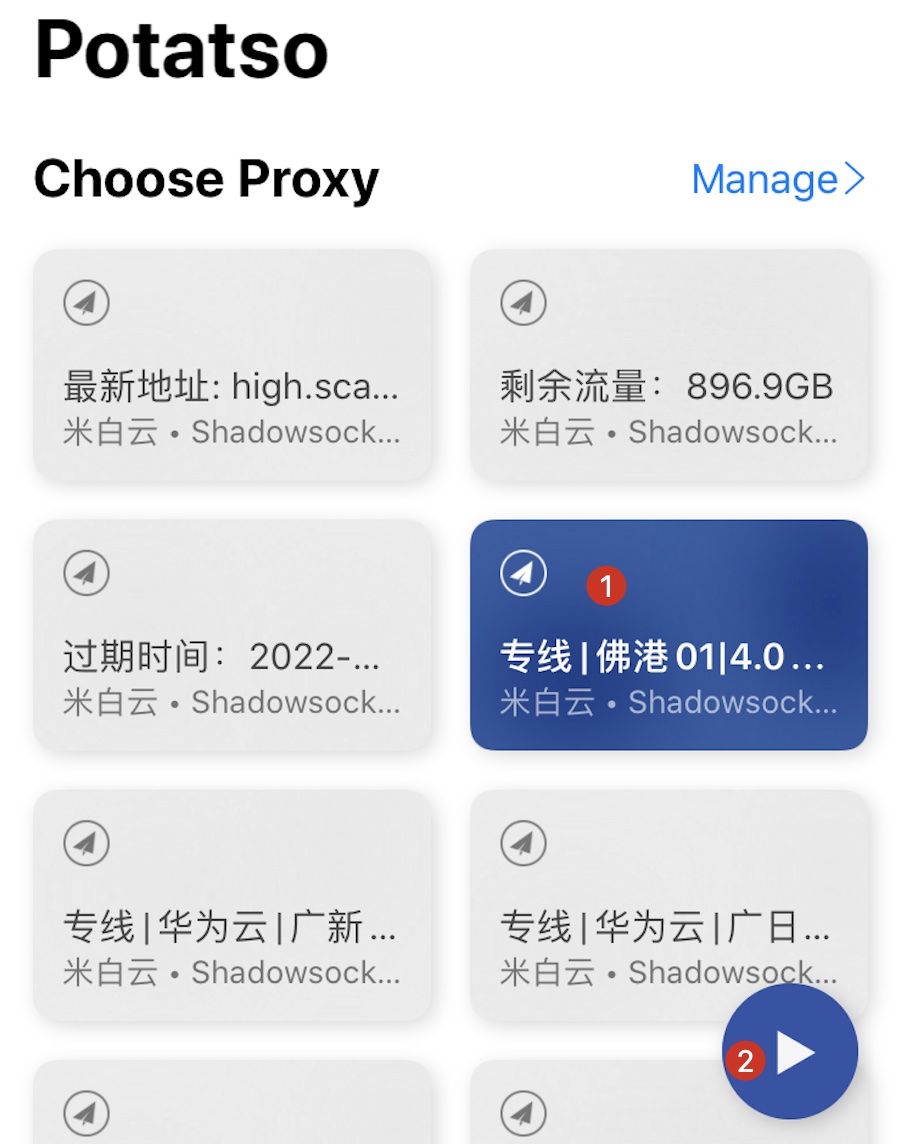 Potatso
Choose Proxy
Manage
最新地址: high.sca...
米白云 • Shadowsock...
剩余流量：896.9GB
米白云 • Shadowsock...
过期时间：2022-...
米白云 • Shadowsock...
1
专线|佛港01|4.0...
米白云 • Shadowsock...
专线|华为云|广新...
米白云 • Shadowsock...
专线|华为云|广日...
米白云 • Shadowsock...
2